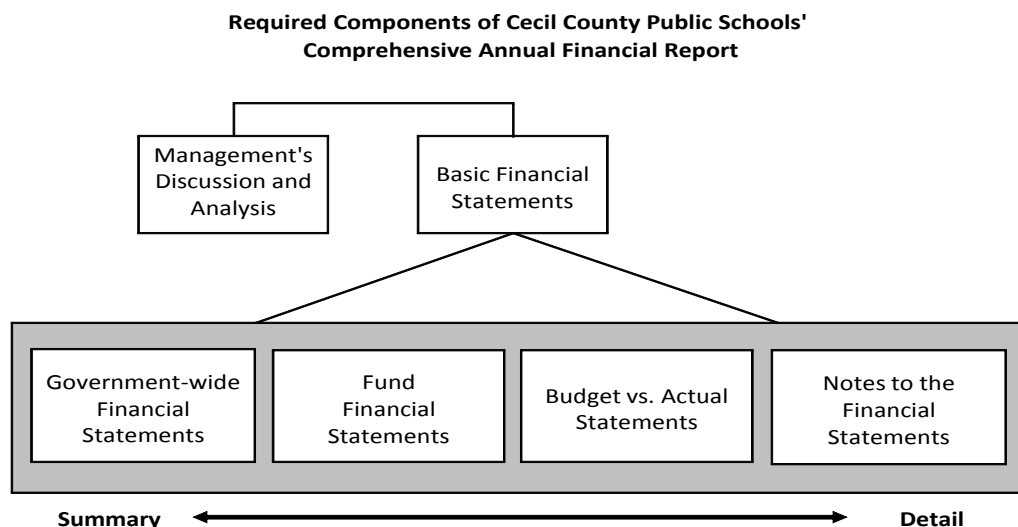 Required Components of Cecil County Public Schools'
Comprehensive Annual Financial Report
Management's
Discussion and
Analysis
Basic Financial
Statements
Government-wide
Financial
Statements
Fund
Financial
Statements
Budget vs. Actual
Statements
Notes to the
Financial
Statements
Summary
Detail